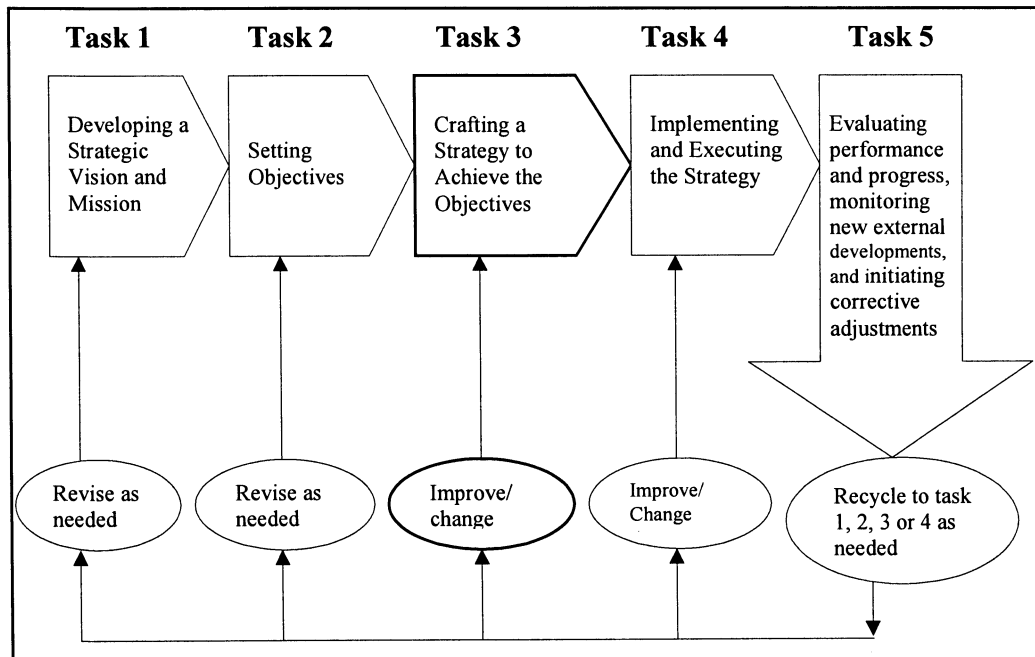 Task 1
Task 2
Task 3
Task 4
Task 5
Developing a
Strategic
Vision and
Mission
Setting
Objectives
Crafting a
Strategy to
Achieve the
Objectives
Implementing
and Executing
the Strategy
Evaluating
performance
and progress,
monitoring
new external
developments,
and initiating
corrective
adjustments
Revise as
needed
Revise as
needed
Improve/
change
Improve/
Change
Recycle to task
1, 2, 3 or 4 as
needed